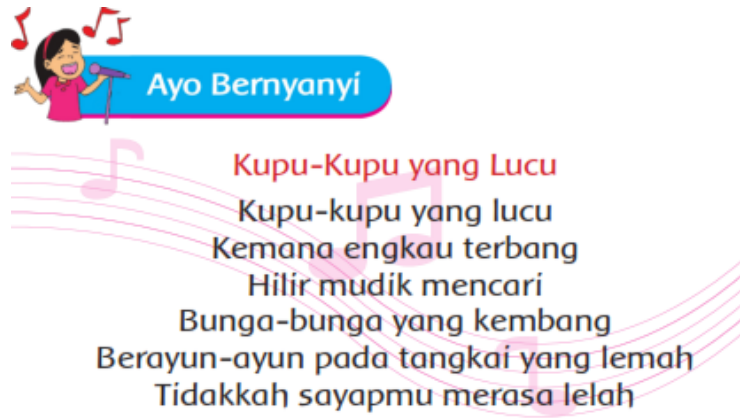 Ayo Bernyanyi
Kupu-Kupu yang Lucu
Kupu-kupu yang lucu
Kemana engkau terbang
Hilir mudik mencari
Bunga-bunga yang kembang
Berayun-ayun pada tangkai yang lemah
Tidakkah sayapmu merasa lelah